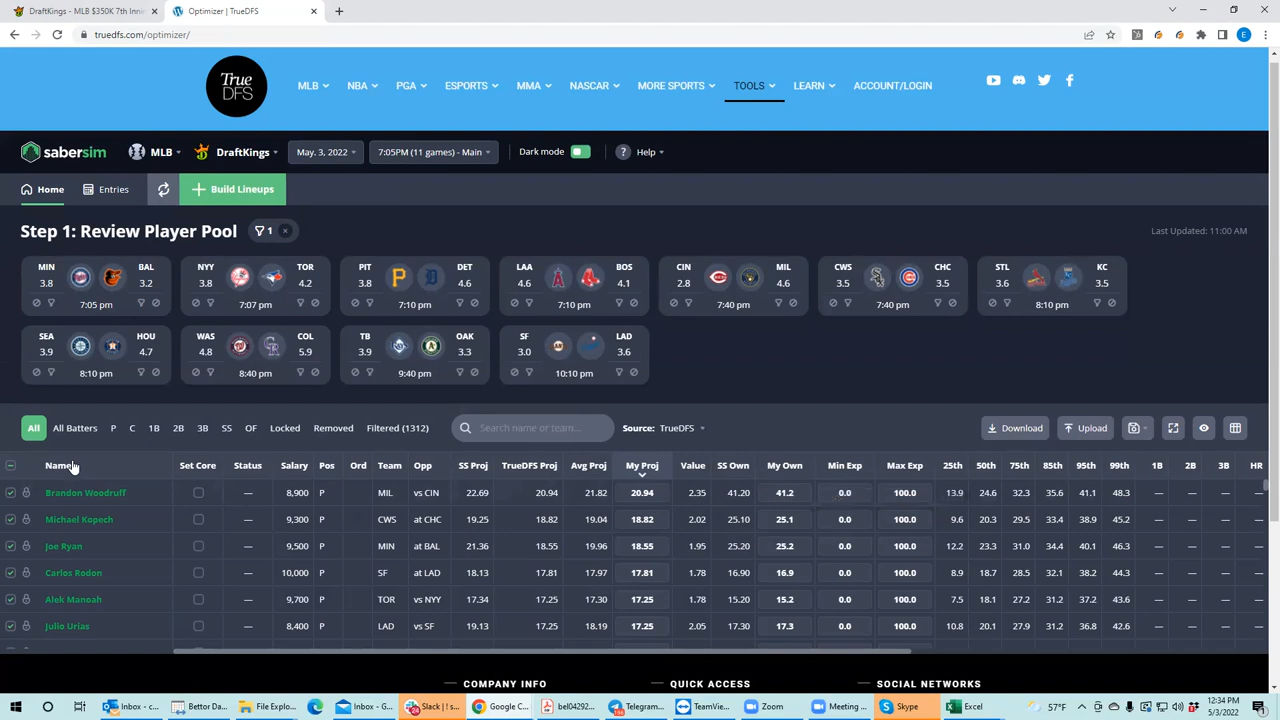 DraftKings - MLB $350K 7th Inni × Optimizer | TrueDFS × +
truedfs.com/optimizer/ E
True DFS MLB NBA PGA ESPORTS MMA NASCAR MORE SPORTS TOOLS LEARN ACCOUNT/LOGIN
sabersim MLB DraftKings May. 3, 2022 7:05PM (11 games) - Main Dark mode ? Help
Home Entries + Build Lineups
Step 1: Review Player Pool 1 × Last Updated: 11:00 AM
MIN BAL NYY TOR PIT DET LAA BOS CIN MIL CWS CHC STL KC
3.8 3.2 3.8 4.2 3.8 4.6 4.6 4.1 2.8 4.6 3.5 3.5 3.6 3.5
7:05 pm 7:07 pm 7:10 pm 7:10 pm 7:40 pm 7:40 pm 8:10 pm
SEA HOU WAS COL TB OAK SF LAD
3.9 4.7 4.8 5.9 3.9 3.3 3.0 3.6
8:10 pm 8:40 pm 9:40 pm 10:10 pm
All All Batters P C 1B 2B 3B SS OF Locked Removed Filtered (1312) Search name or team... Source: TrueDFS Download Upload
Name Set Core Status Salary Pos Ord Team Opp SS Proj TrueDFS Proj Avg Proj My Proj Value SS Own My Own Min Exp Max Exp 25th 50th 75th 85th 95th 99th 1B 2B 3B HR
Brandon Woodruff — 8,900 P MIL vs CIN 22.69 20.94 21.82 20.94 2.35 41.20 41.2 0.0 100.0 13.9 24.6 32.3 35.6 41.1 48.3 — — — —
Michael Kopech — 9,300 P CWS at CHC 19.25 18.82 19.04 18.82 2.02 25.10 25.1 0.0 100.0 9.6 20.3 29.5 33.4 38.9 45.2 — — — —
Joe Ryan — 9,500 P MIN at BAL 21.36 18.55 19.96 18.55 1.95 25.20 25.2 0.0 100.0 12.2 23.3 31.0 34.4 40.1 46.3 — — — —
Carlos Rodon — 10,000 P SF at LAD 18.13 17.81 17.97 17.81 1.78 16.90 16.9 0.0 100.0 8.9 18.7 28.5 32.1 38.2 44.3 — — — —
Alek Manoah — 9,700 P TOR vs NYY 17.34 17.25 17.30 17.25 1.78 15.20 15.2 0.0 100.0 7.5 18.1 27.2 31.2 37.2 43.6 — — — —
Julio Urias — 8,400 P LAD vs SF 19.13 17.25 18.19 17.25 2.05 17.30 17.3 0.0 100.0 10.8 20.1 27.9 31.2 36.8 42.6 — — — —
COMPANY INFO QUICK ACCESS SOCIAL NETWORKS
Inbox - c... Bettor Da... File Explo... Inbox - G... Slack | ! s... Google C... bel04292... Telegram... TeamVie... Zoom Meeting ... Skype Excel 57°F 12:34 PM
5/3/2022